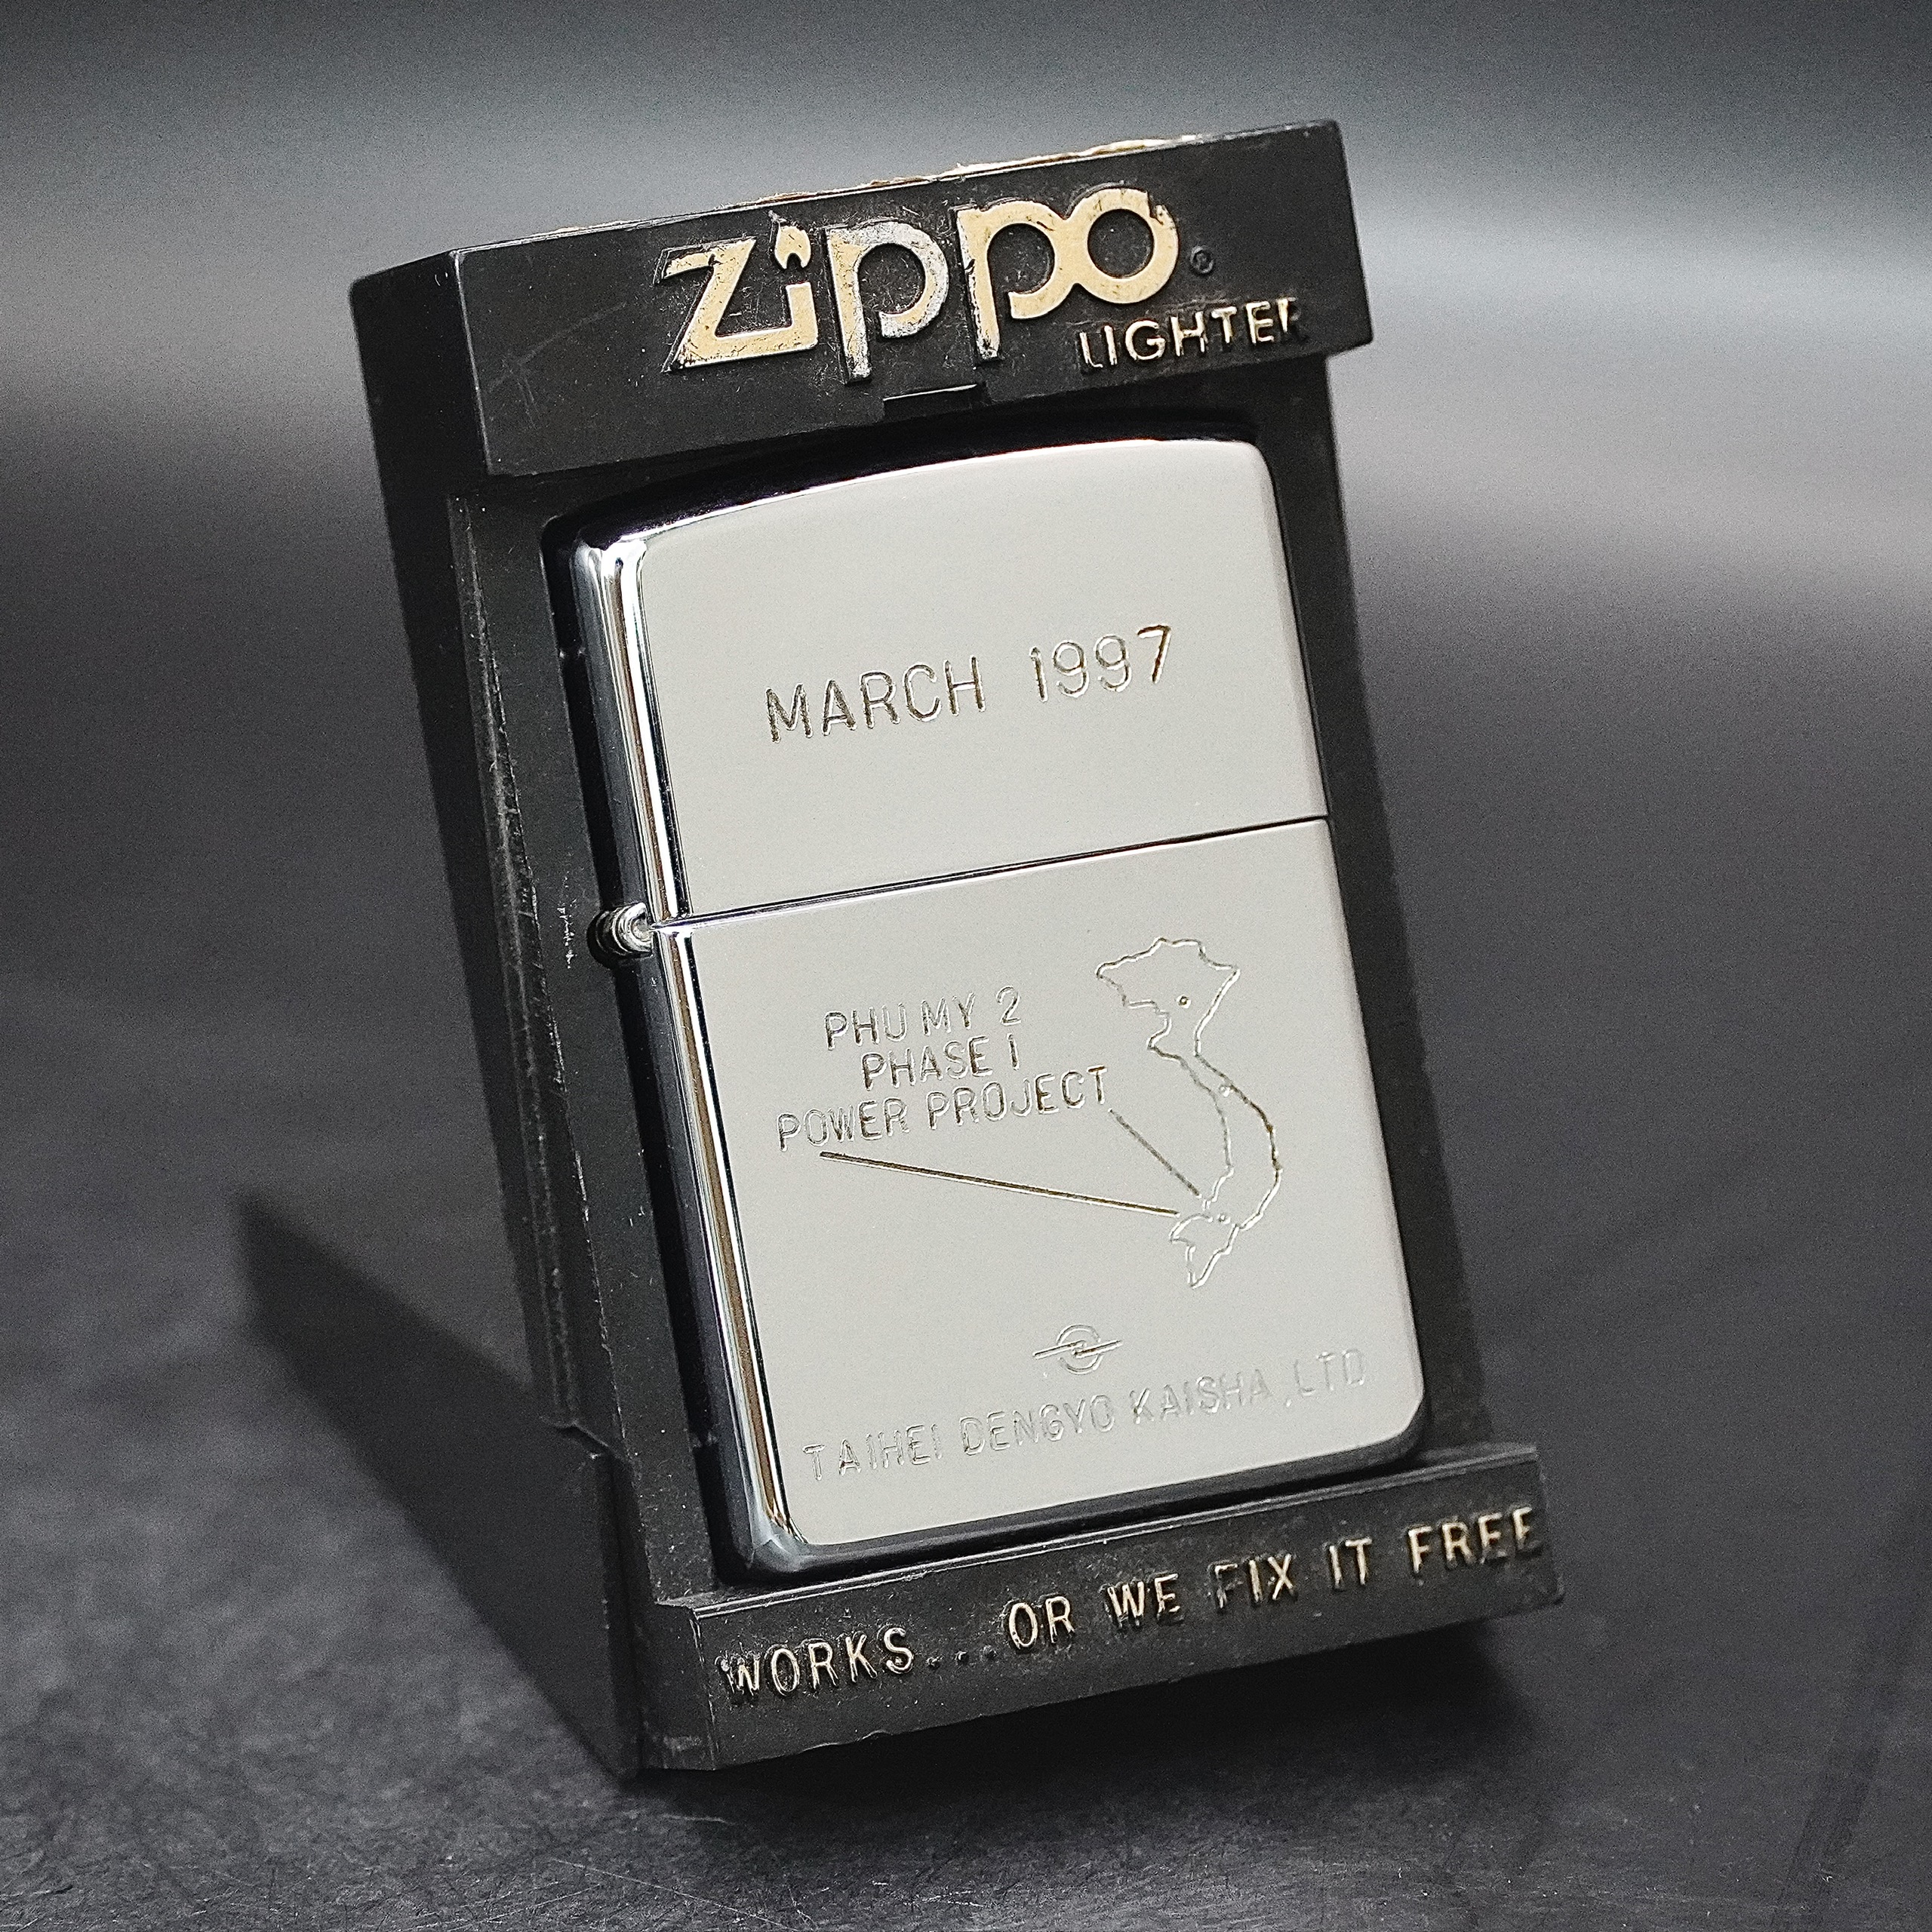 Zippo®
LIGHTER
MARCH 1997
PHU MY 2
PHASE 1
POWER PROJECT
TAIHEI DENGYO KAISHA ,LTD
WORKS...OR WE FIX IT FREE